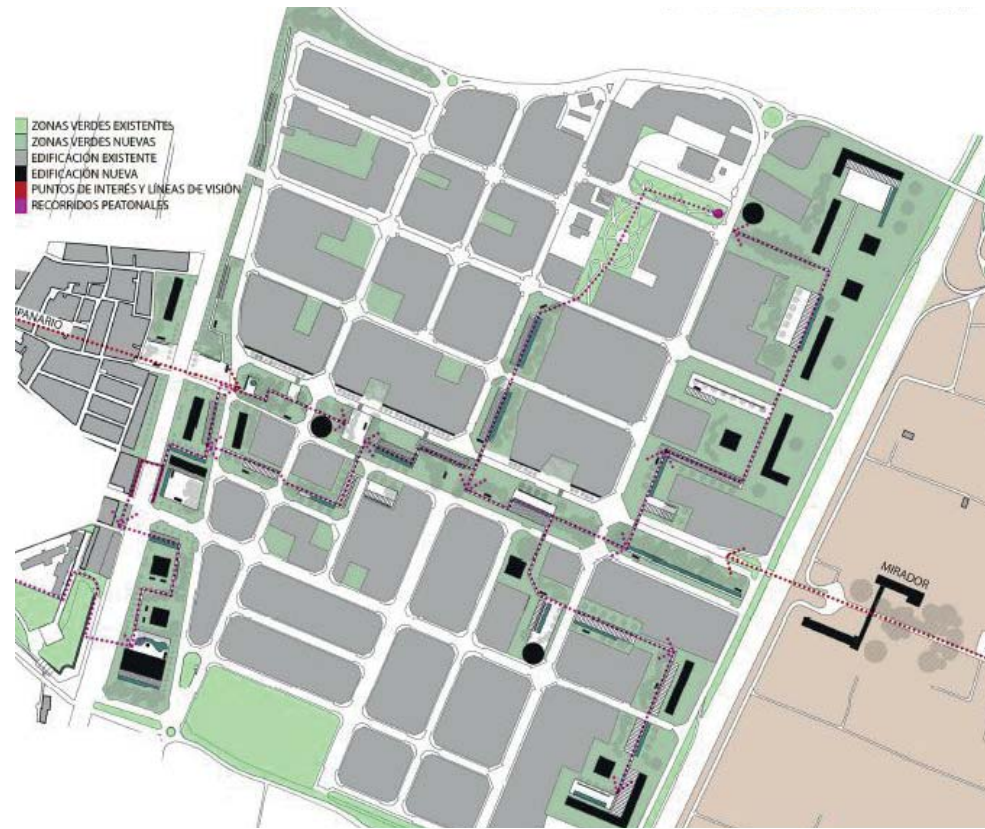 ZONAS VERDES EXISTENTES
ZONAS VERDES NUEVAS
EDIFICACIÓN EXISTENTE
EDIFICACIÓN NUEVA
PUNTOS DE INTERÉS Y LÍNEAS DE VISIÓN
RECORRIDOS PEATONALES
MPANARIO
MIRADOR